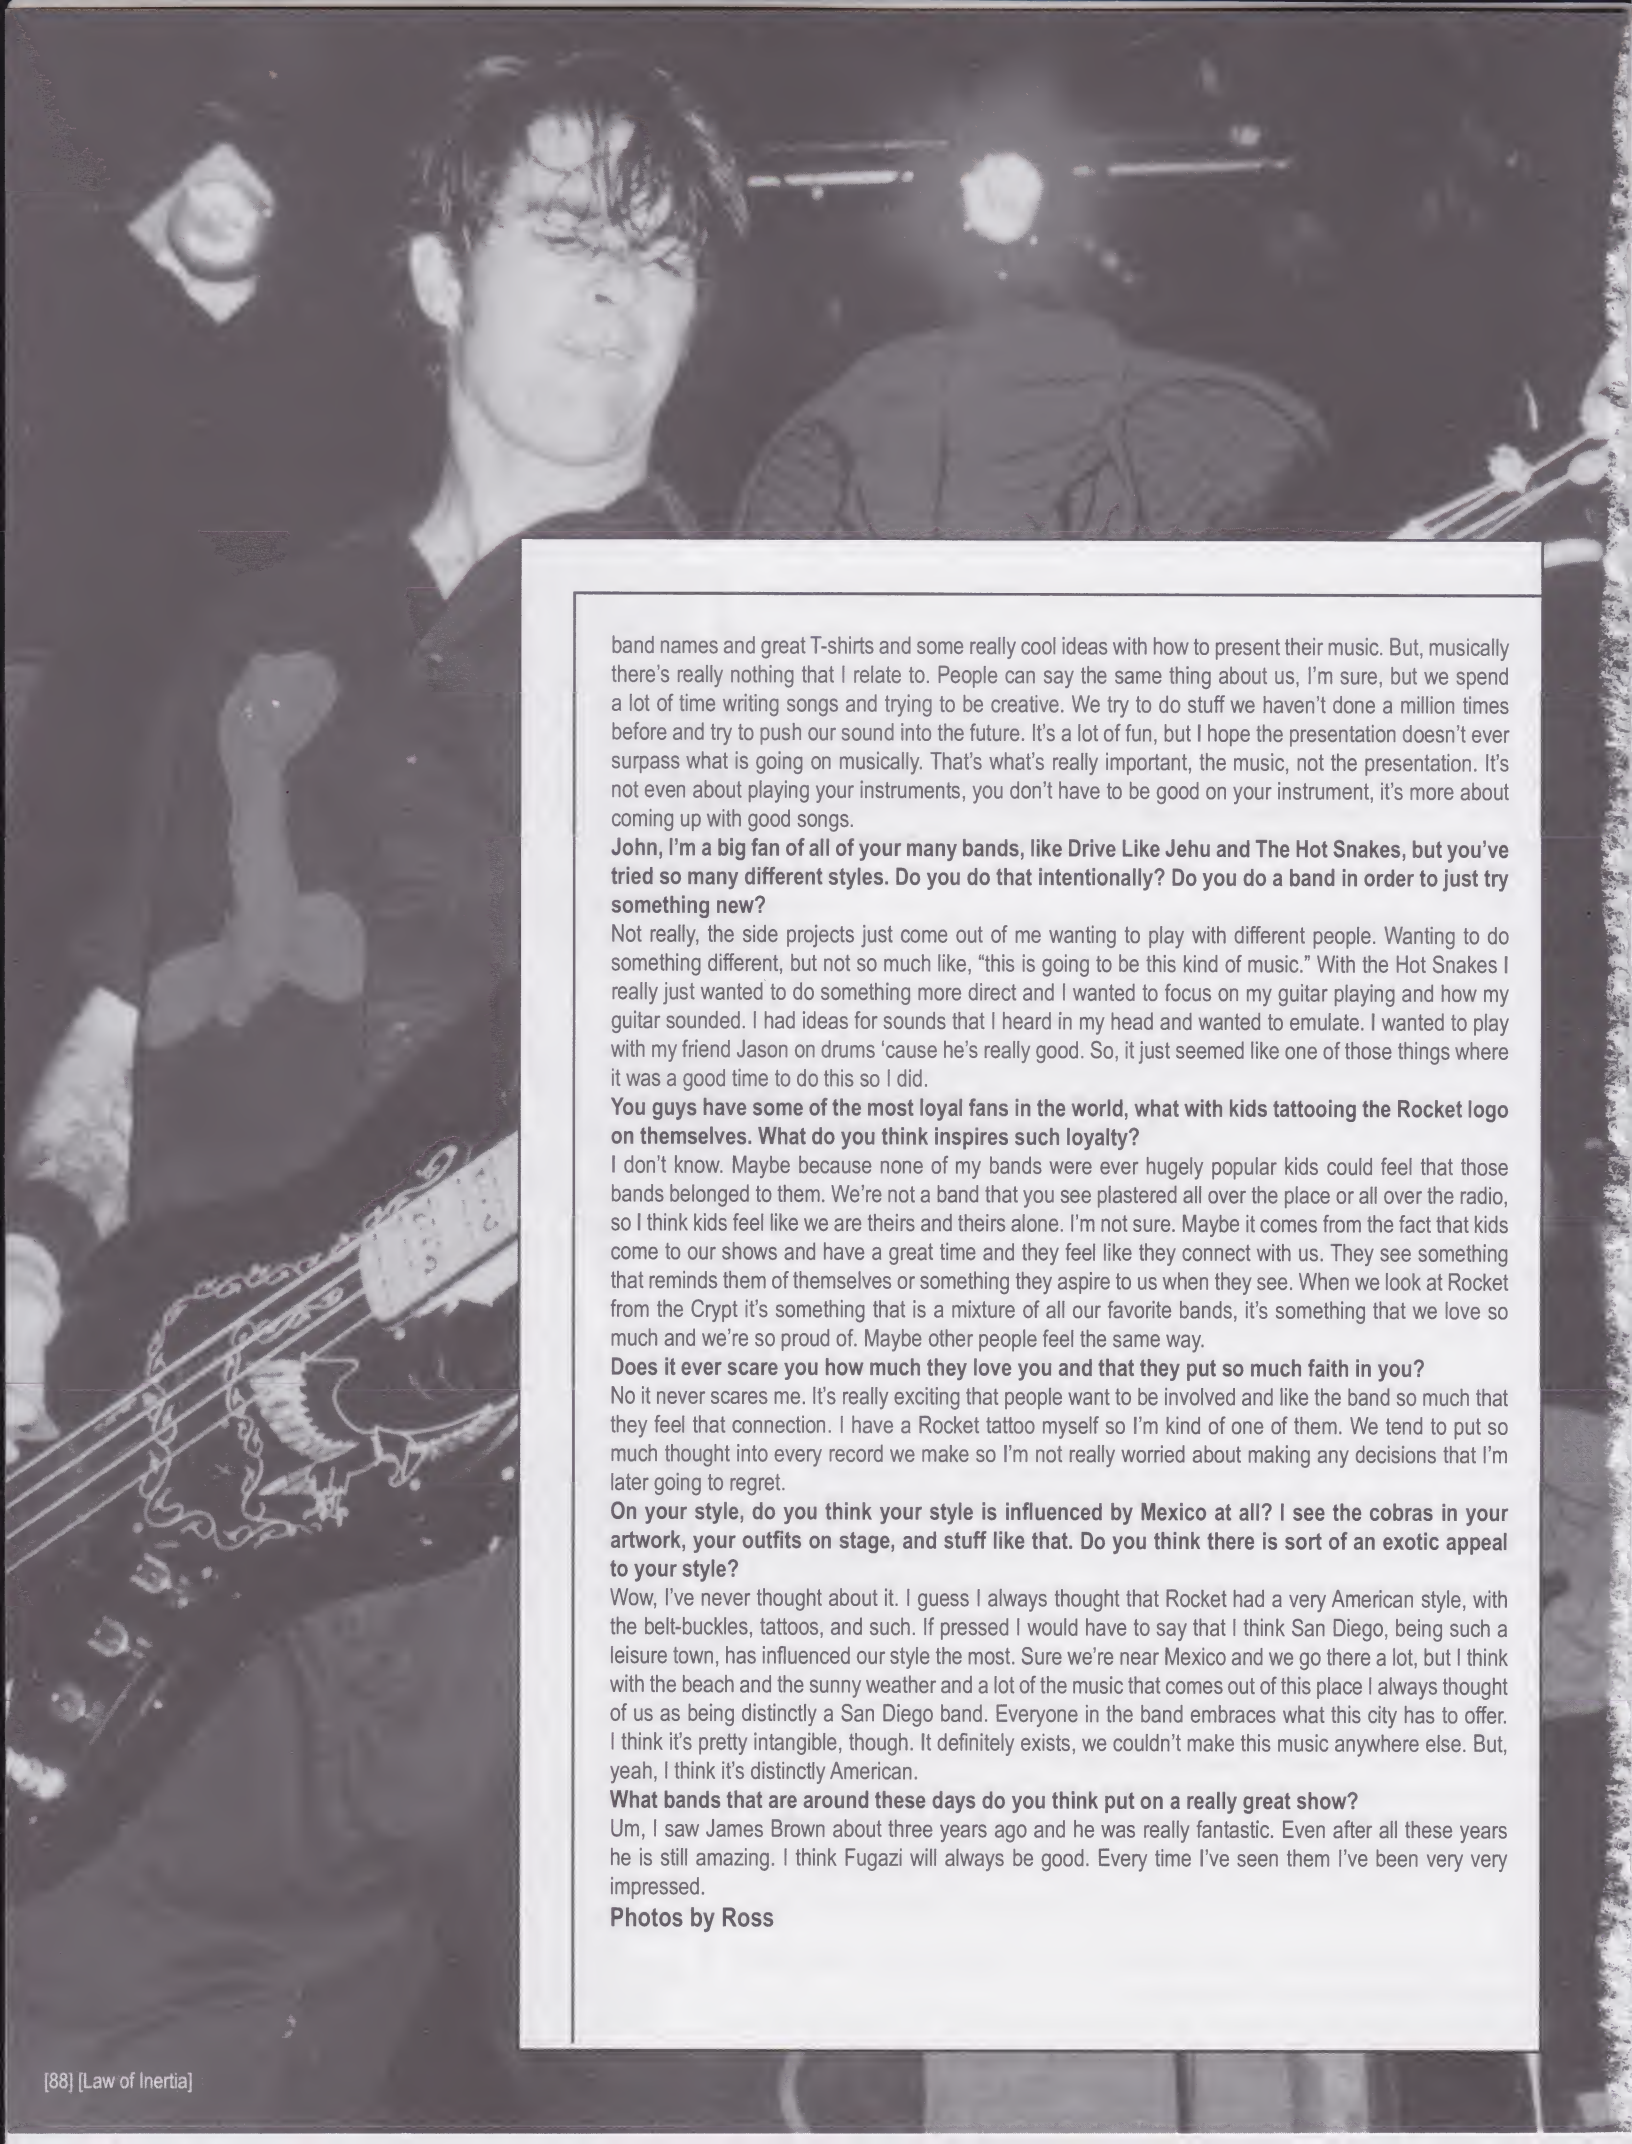 band names and great T-shirts and some really cool ideas with how to present their music. But, musically
there's really nothing that I relate to. People can say the same thing about us, I'm sure, but we spend
a lot of time writing songs and trying to be creative. We try to do stuff we haven't done a million times
before and try to push our sound into the future. It's a lot of fun, but I hope the presentation doesn't ever
surpass what is going on musically. That's what's really important, the music, not the presentation. It's
not even about playing your instruments, you don't have to be good on your instrument, it's more about
coming up with good songs.
John, I'm a big fan of all of your many bands, like Drive Like Jehu and The Hot Snakes, but you've
tried so many different styles. Do you do that intentionally? Do you do a band in order to just try
something new?
Not really, the side projects just come out of me wanting to play with different people. Wanting to do
something different, but not so much like, “this is going to be this kind of music.” With the Hot Snakes I
really just wanted to do something more direct and I wanted to focus on my guitar playing and how my
guitar sounded. I had ideas for sounds that I heard in my head and wanted to emulate. I wanted to play
with my friend Jason on drums ‘cause he's really good. So, it just seemed like one of those things where
it was a good time to do this so I did.
You guys have some of the most loyal fans in the world, what with kids tattooing the Rocket logo
on themselves. What do you think inspires such loyalty?
I don't know. Maybe because none of my bands were ever hugely popular kids could feel that those
bands belonged to them. We're not a band that you see plastered all over the place or all over the radio,
so I think kids feel like we are theirs and theirs alone. I'm not sure. Maybe it comes from the fact that kids
come to our shows and have a great time and they feel like they connect with us. They see something
that reminds them of themselves or something they aspire to us when they see. When we look at Rocket
from the Crypt it's something that is a mixture of all our favorite bands, it's something that we love so
much and we're so proud of. Maybe other people feel the same way.
Does it ever scare you how much they love you and that they put so much faith in you?
No it never scares me. It's really exciting that people want to be involved and like the band so much that
they feel that connection. I have a Rocket tattoo myself so I'm kind of one of them. We tend to put so
much thought into every record we make so I'm not really worried about making any decisions that I'm
later going to regret.
On your style, do you think your style is influenced by Mexico at all? I see the cobras in your
artwork, your outfits on stage, and stuff like that. Do you think there is sort of an exotic appeal
to your style?
Wow, I've never thought about it. I guess I always thought that Rocket had a very American style, with
the belt-buckles, tattoos, and such. If pressed I would have to say that I think San Diego, being such a
leisure town, has influenced our style the most. Sure we're near Mexico and we go there a lot, but I think
with the beach and the sunny weather and a lot of the music that comes out of this place I always thought
of us as being distinctly a San Diego band. Everyone in the band embraces what this city has to offer.
I think it's pretty intangible, though. It definitely exists, we couldn't make this music anywhere else. But,
yeah, I think it's distinctly American.
What bands that are around these days do you think put on a really great show?
Um, I saw James Brown about three years ago and he was really fantastic. Even after all these years
he is still amazing. I think Fugazi will always be good. Every time I've seen them I've been very very
impressed.
Photos by Ross
[88] [Law of Inertia]